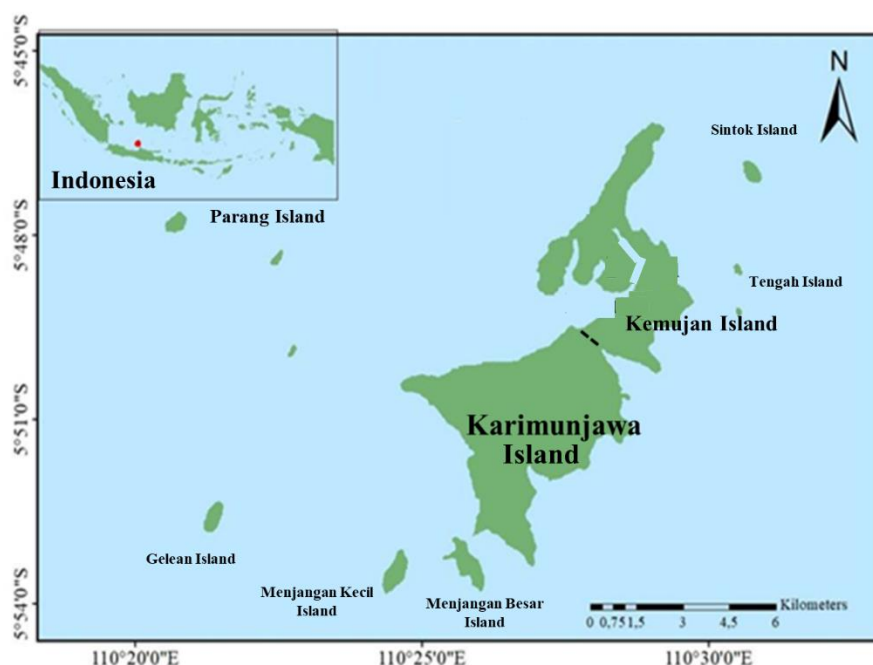 5°45'0"S
N
Sintok Island
Indonesia
Parang Island
5°48'0"S
Tengah Island
Kemujan Island
Karimunjawa
Island
5°51'0"S
Gelean Island
Menjangan Kecil
Island
Menjangan Besar
Island
Kilometers
0 0,75 1,5 3 4,5 6
5°54'0"S
110°20'0"E
110°25'0"E
110°30'0"E